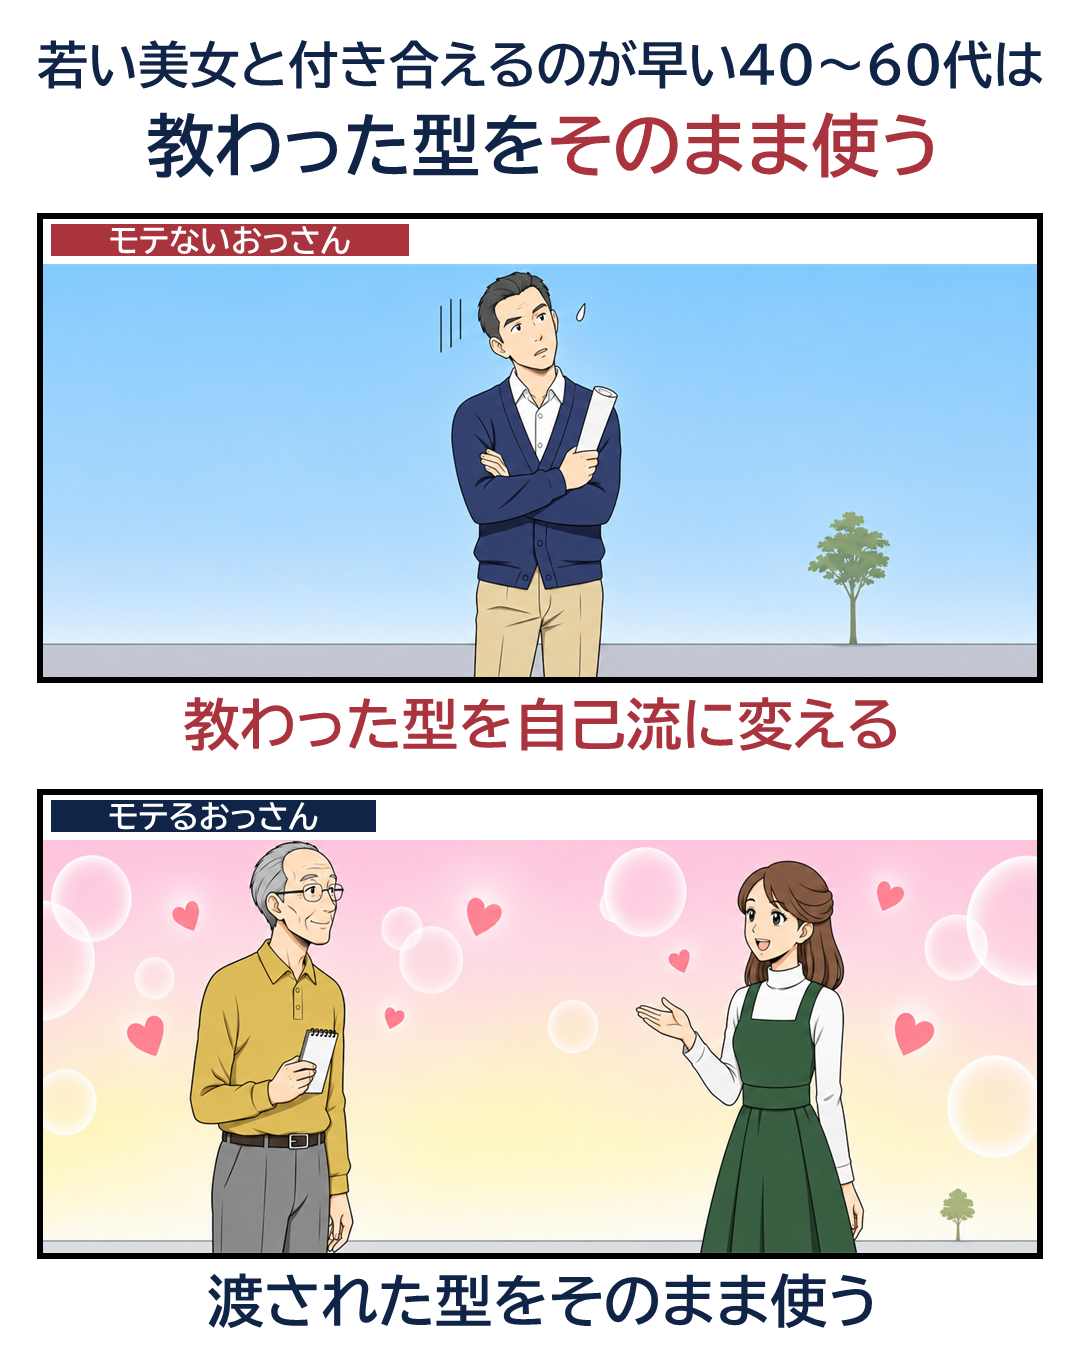 若い美女と付き合えるのが早い40～60代は
教わった型をそのまま使う
モテないおっさん
教わった型を自己流に変える
モテるおっさん
渡された型をそのまま使う